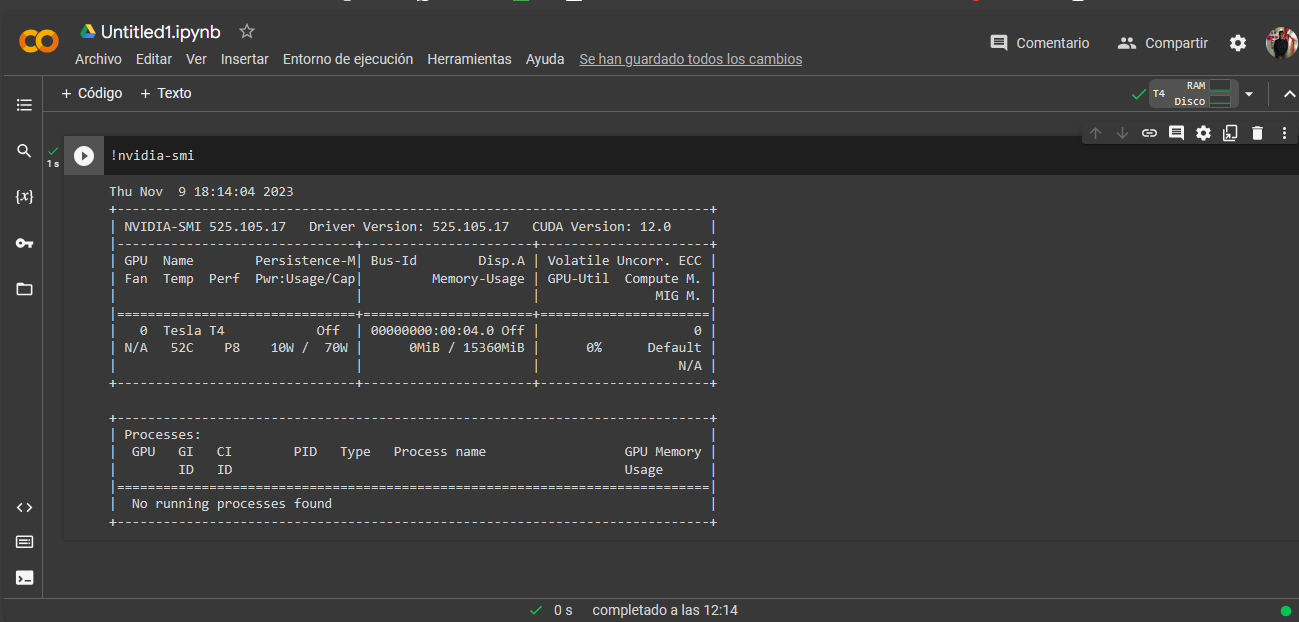 Untitled1.ipynb
Archivo Editar Ver Insertar Entorno de ejecución Herramientas Ayuda Se han guardado todos los cambios
Comentario Compartir
+ Código + Texto
T4 RAM
Disco
1 s
!nvidia-smi
Thu Nov  9 18:14:04 2023
+-----------------------------------------------------------------------------+
| NVIDIA-SMI 525.105.17   Driver Version: 525.105.17   CUDA Version: 12.0     |
|-------------------------------+----------------------+----------------------+
| GPU  Name        Persistence-M| Bus-Id        Disp.A | Volatile Uncorr. ECC |
| Fan  Temp  Perf  Pwr:Usage/Cap|         Memory-Usage | GPU-Util  Compute M. |
|                               |                      |               MIG M. |
|===============================+======================+======================|
|   0  Tesla T4            Off  | 00000000:00:04.0 Off |                    0 |
| N/A   52C    P8    10W /  70W |      0MiB / 15360MiB |      0%      Default |
|                               |                      |                  N/A |
+-------------------------------+----------------------+----------------------+
+-----------------------------------------------------------------------------+
| Processes:                                                                  |
|  GPU   GI   CI        PID   Type   Process name                  GPU Memory |
|        ID   ID                                                   Usage      |
|=============================================================================|
|  No running processes found                                                 |
+-----------------------------------------------------------------------------+
{x}
0 s completado a las 12:14